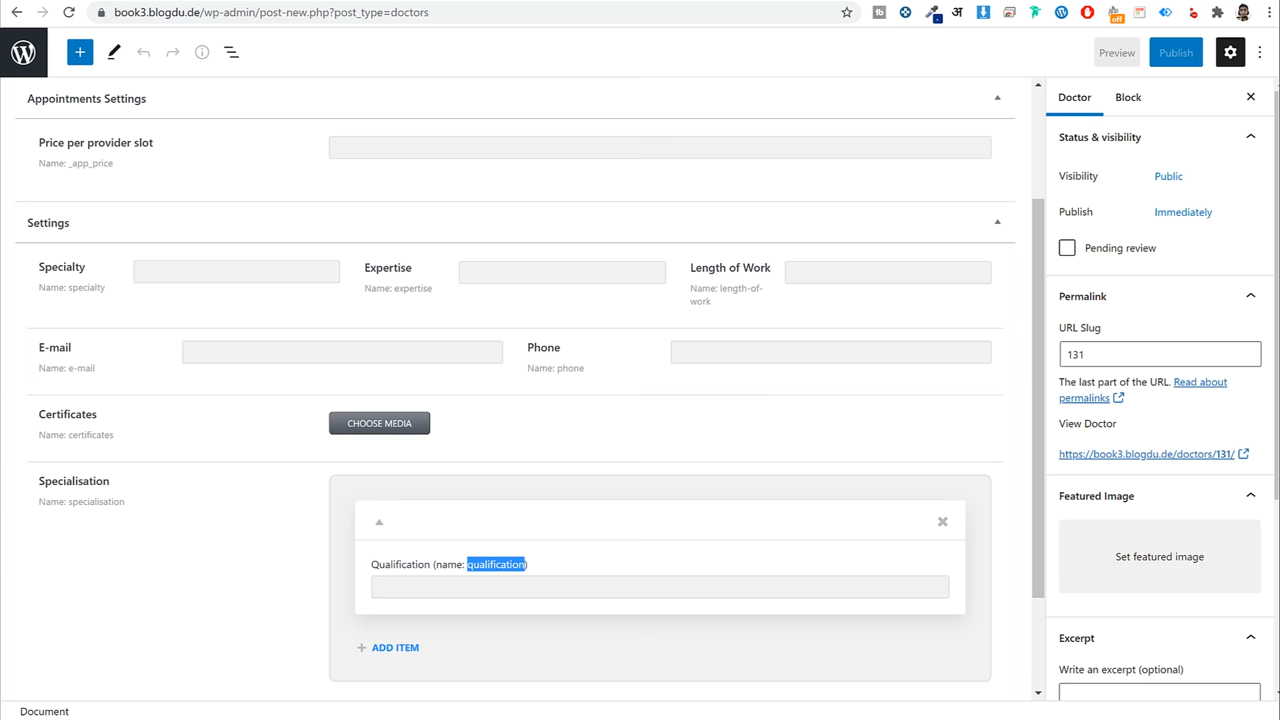 book3.blogdu.de/wp-admin/post-new.php?post_type=doctors
अ
off
Preview
Publish
Appointments Settings
Price per provider slot
Name: _app_price
Settings
Specialty
Name: specialty
Expertise
Name: expertise
Length of Work
Name: length-of-
work
E-mail
Name: e-mail
Phone
Name: phone
Certificates
Name: certificates
CHOOSE MEDIA
Specialisation
Name: specialisation
Qualification (name: qualification)
ADD ITEM
Document
Doctor
Block
Status & visibility
Visibility
Public
Publish
Immediately
Pending review
Permalink
URL Slug
131
The last part of the URL. Read about
permalinks
View Doctor
https://book3.blogdu.de/doctors/131/
Featured Image
Set featured image
Excerpt
Write an excerpt (optional)